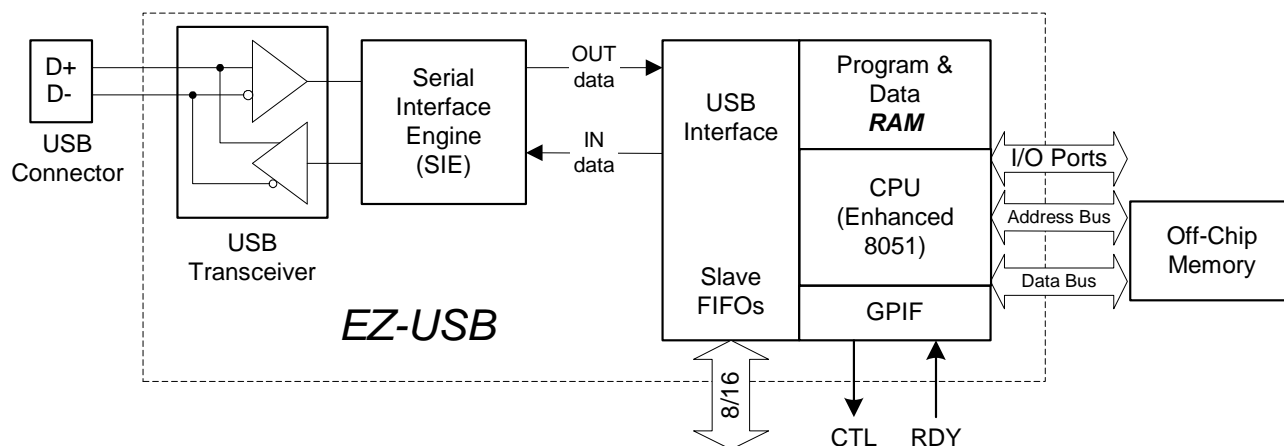 D+
D-
USB
Connector
USB
Transceiver
Serial
Interface
Engine
(SIE)
OUT
data
IN
data
USB
Interface
Slave
FIFOs
Program &
Data
RAM
CPU
(Enhanced
8051)
GPIF
I/O Ports
Address Bus
Data Bus
Off-Chip
Memory
EZ-USB
8/16
CTL
RDY